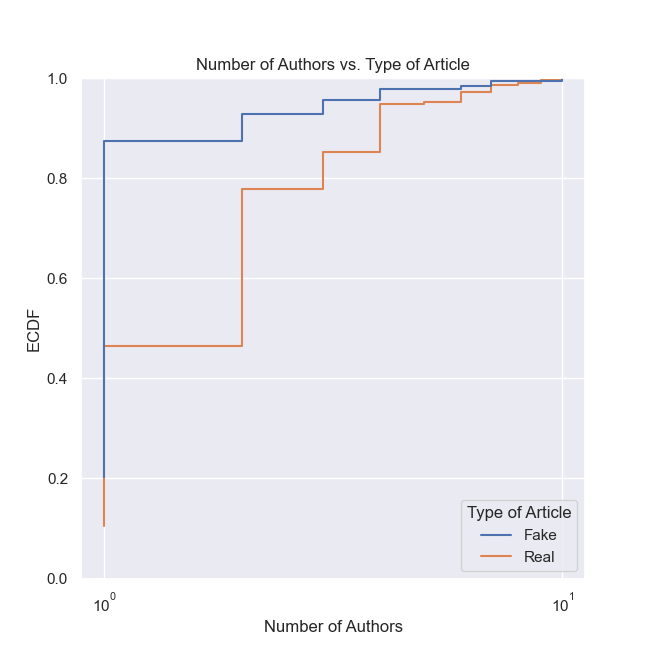 Number of Authors vs. Type of Article
1.0
0.8
0.6
0.4
0.2
0.0
ECDF
Type of Article
Fake
Real
10⁰
10¹
Number of Authors